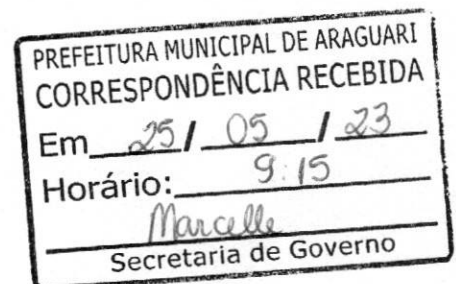 PREFEITURA MUNICIPAL DE ARAGUARI
CORRESPONDÊNCIA RECEBIDA
Em 25/ 05 / 23
Horário: 9:15
Marcelle
Secretaria de Governo